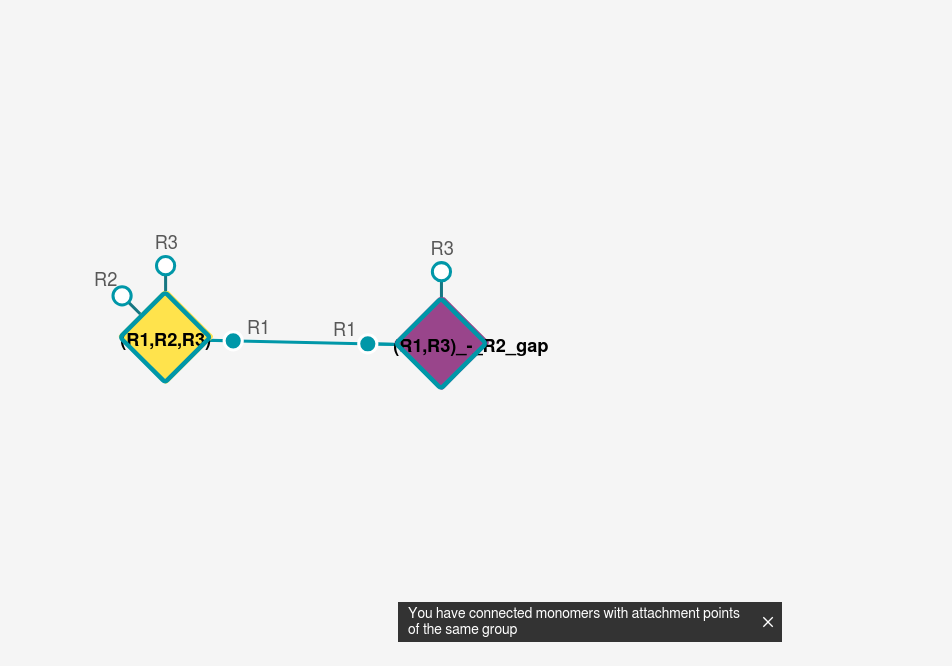 R3
R3
R2
R1
R1
(R1,R2,R3)
(R1,R3)_-_R2_gap
You have connected monomers with attachment points
of the same group